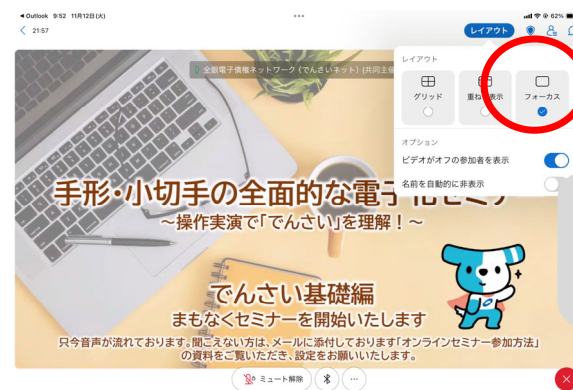 ◀ Outlook 9:52 11月12日(火)
62%
21:57
レイアウト
全銀電子債権ネットワーク(でんさいネット)(共同主催
レイアウト
グリッド
重ね 表示
フォーカス
オプション
ビデオがオフの参加者を表示
名前を自動的に非表示
手形・小切手の全面的な電子化セミナ
～操作実演で「でんさい」を理解！～
でんさい基礎編
まもなくセミナーを開始いたします
只今音声が流れております。聞こえない方は、メールに添付しております「オンラインセミナー参加方法」
の資料をご覧いただき、設定をお願いいたします。
ミュート解除